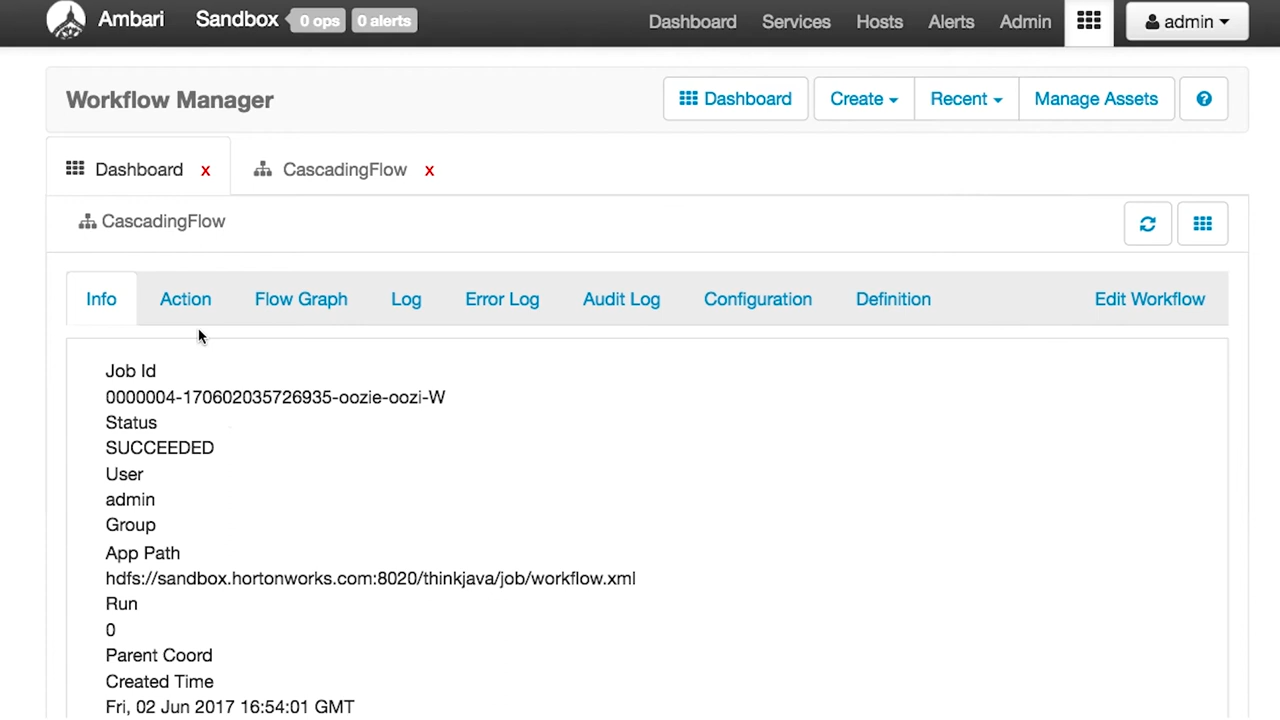 Ambari Sandbox 0 ops 0 alerts Dashboard Services Hosts Alerts Admin admin
Workflow Manager Dashboard Create Recent Manage Assets ?
Dashboard x CascadingFlow x
CascadingFlow
Info Action Flow Graph Log Error Log Audit Log Configuration Definition Edit Workflow
Job Id
0000004-170602035726935-oozie-oozi-W
Status
SUCCEEDED
User
admin
Group
App Path
hdfs://sandbox.hortonworks.com:8020/thinkjava/job/workflow.xml
Run
0
Parent Coord
Created Time
Fri, 02 Jun 2017 16:54:01 GMT